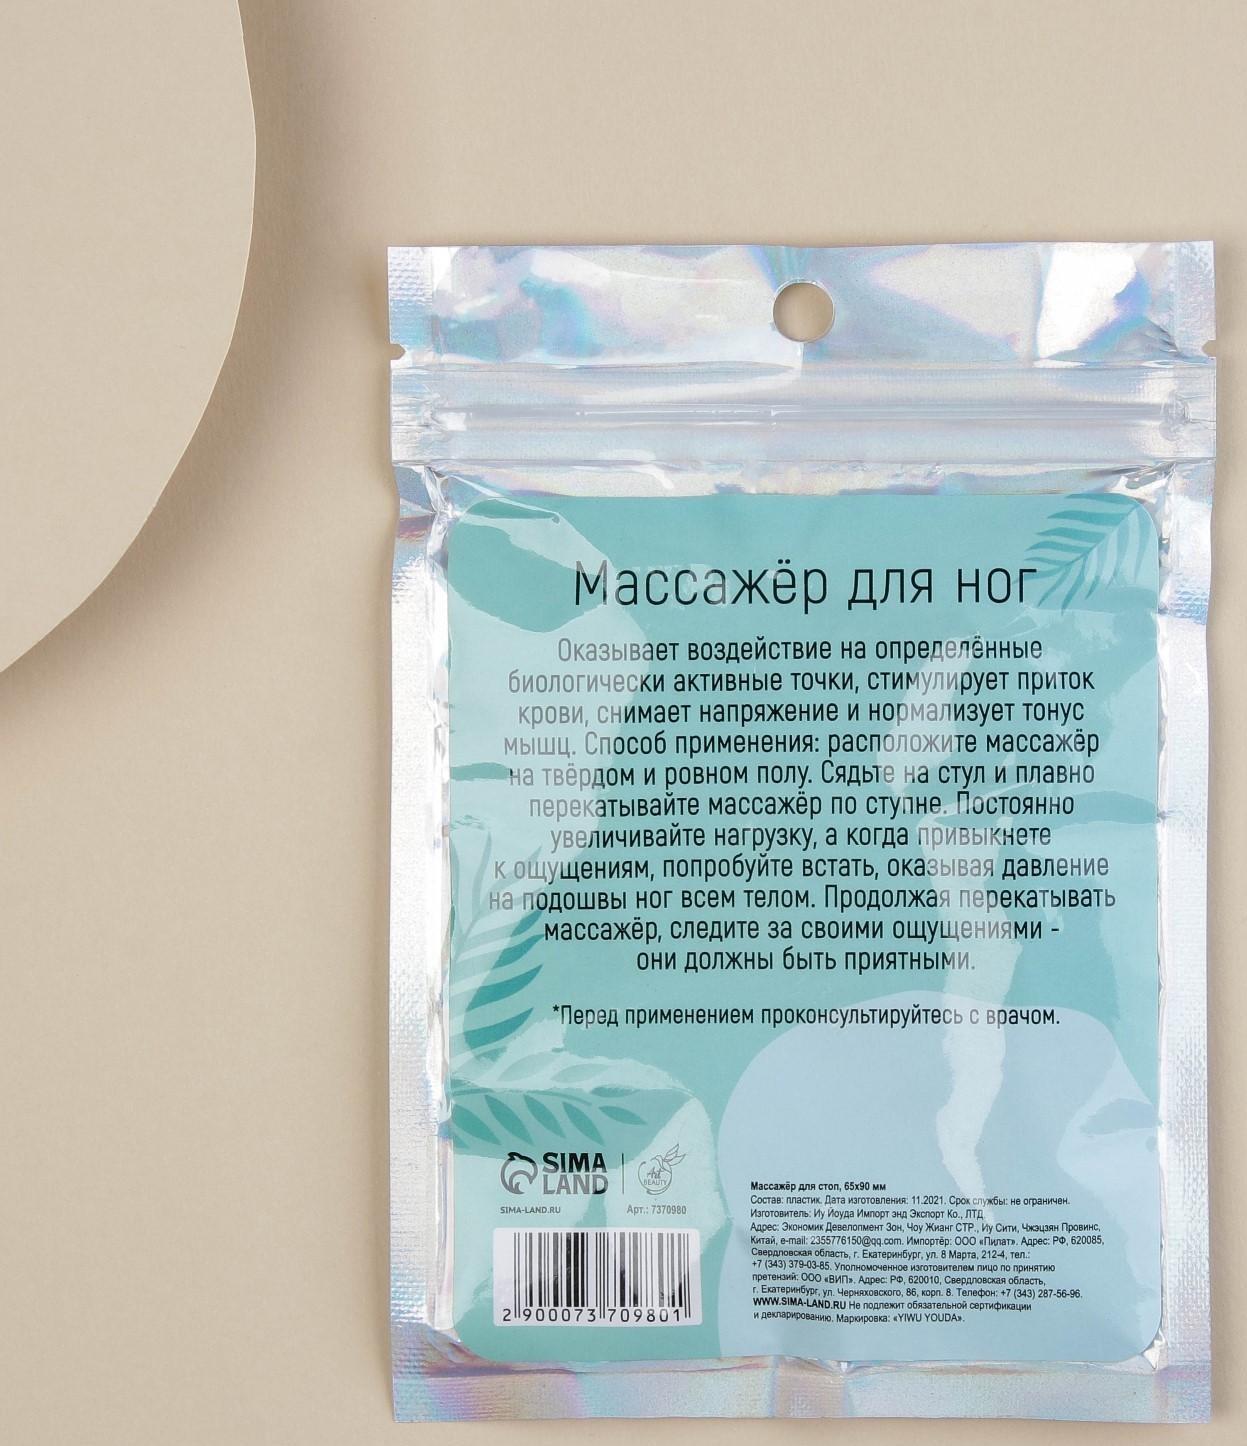 Массажёр для ног
Оказывает воздействие на определённые
биологически активные точки, стимулирует приток
крови, снимает напряжение и нормализует тонус
мышц. Способ применения: расположите массажёр
на твёрдом и ровном полу. Сядьте на стул и плавно
перекатывайте массажёр по ступне. Постоянно
увеличивайте нагрузку, а когда привыкнете
к ощущениям, попробуйте встать, оказывая давление
на подошвы ног всем телом. Продолжая перекатывать
массажёр, следите за своими ощущениями -
они должны быть приятными.
*Перед применением проконсультируйтесь с врачом.
SIMA
LAND
Art
BEAUTY
SIMA-LAND.RU
Арт.: 7370980
2 900073 709801
Массажёр для стоп, 65х90 мм
Состав: пластик. Дата изготовления: 11.2021. Срок службы: не ограничен.
Изготовитель: Иу Йоуда Импорт энд Экспорт Ко., ЛТД.
Адрес: Экономик Девелопмент Зон, Чоу Жианг СТР., Иу Сити, Чжэцзян Провинс,
Китай, e-mail: 2355776150@qq.com. Импортёр: ООО «Пилат». Адрес: РФ, 620085,
Свердловская область, г. Екатеринбург, ул. 8 Марта, 212-4, тел.:
+7 (343) 379-03-85. Уполномоченное изготовителем лицо по принятию
претензий: ООО «ВИП». Адрес: РФ, 620010, Свердловская область,
г. Екатеринбург, ул. Черняховского, 86, корп. 8. Телефон: +7 (343) 287-56-96.
WWW.SIMA-LAND.RU Не подлежит обязательной сертификации
и декларированию. Маркировка: «YIWU YOUDA».